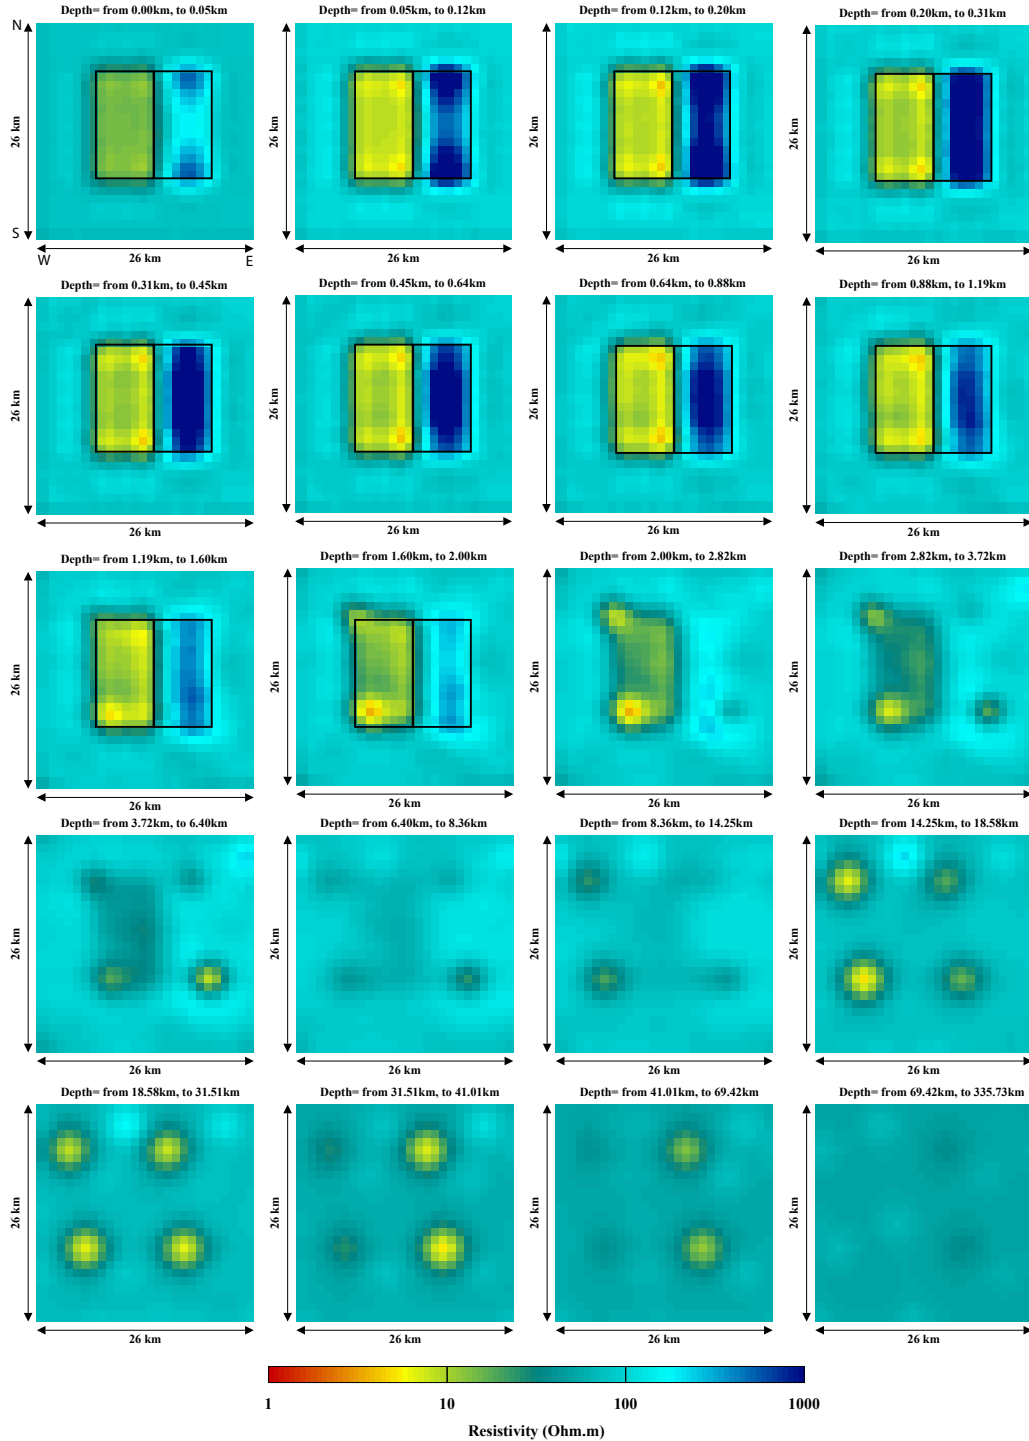 Depth= from 0.00km, to 0.05km
Depth= from 0.05km, to 0.12km
Depth= from 0.12km, to 0.20km
Depth= from 0.20km, to 0.31km
N
26 km
26 km
26 km
26 km
S
W
26 km
E
26 km
26 km
26 km
Depth= from 0.31km, to 0.45km
Depth= from 0.45km, to 0.64km
Depth= from 0.64km, to 0.88km
Depth= from 0.88km, to 1.19km
26 km
26 km
26 km
26 km
26 km
26 km
26 km
26 km
Depth= from 1.19km, to 1.60km
Depth= from 1.60km, to 2.00km
Depth= from 2.00km, to 2.82km
Depth= from 2.82km, to 3.72km
26 km
26 km
26 km
26 km
26 km
26 km
26 km
26 km
Depth= from 3.72km, to 6.40km
Depth= from 6.40km, to 8.36km
Depth= from 8.36km, to 14.25km
Depth= from 14.25km, to 18.58km
26 km
26 km
26 km
26 km
26 km
26 km
26 km
26 km
Depth= from 18.58km, to 31.51km
Depth= from 31.51km, to 41.01km
Depth= from 41.01km, to 69.42km
Depth= from 69.42km, to 335.73km
26 km
26 km
26 km
26 km
26 km
26 km
26 km
26 km
1
10
100
1000
Resistivity (Ohm.m)